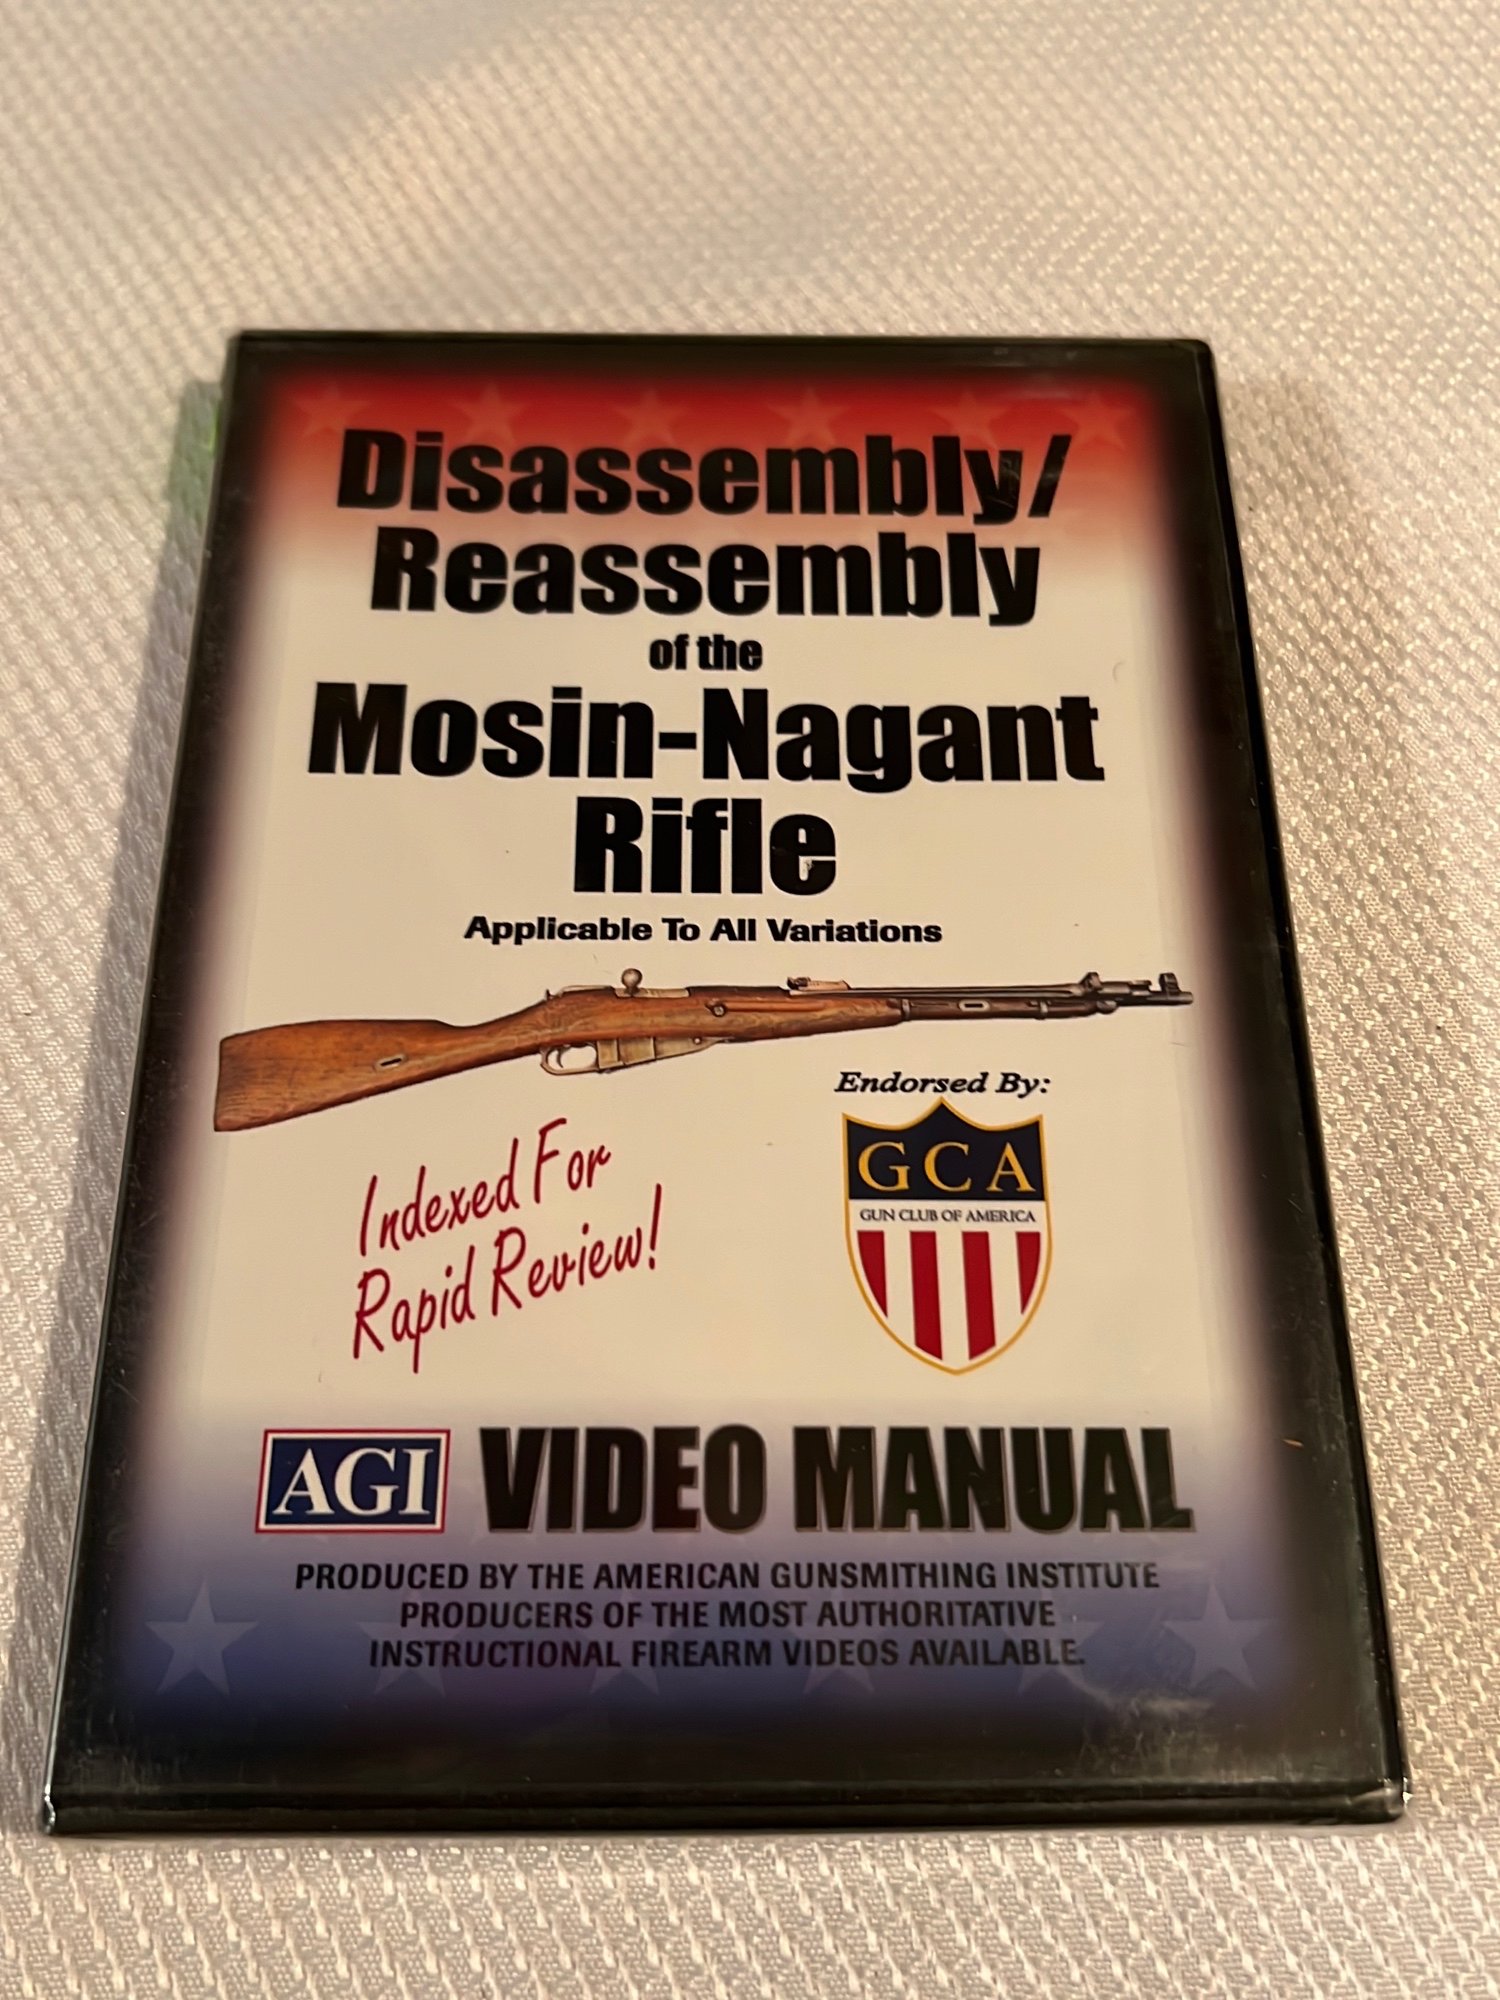 Disassembly/
Reassembly
of the
Mosin-Nagant
Rifle
Applicable To All Variations
Endorsed By:
GCA
GUN CLUB OF AMERICA
Indexed For
Rapid Review!
AGI VIDEO MANUAL
PRODUCED BY THE AMERICAN GUNSMITHING INSTITUTE
PRODUCERS OF THE MOST AUTHORITATIVE
INSTRUCTIONAL FIREARM VIDEOS AVAILABLE.